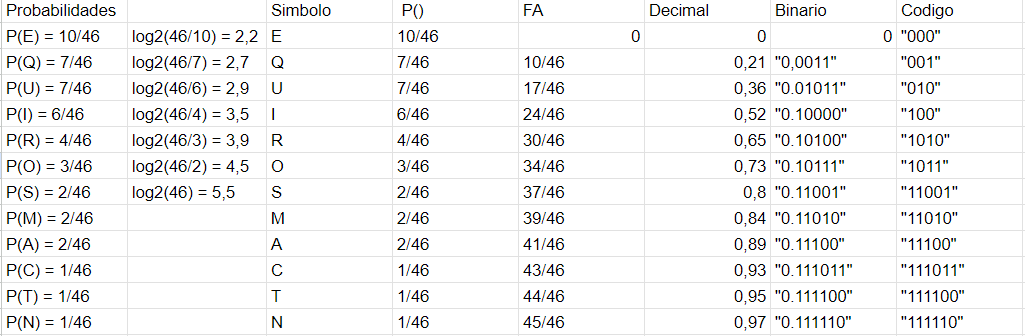 Probabilidades Simbolo P() FA Decimal Binario Codigo
P(E) = 10/46 log2(46/10) = 2,2 E 10/46 0 0 0 "000"
P(Q) = 7/46 log2(46/7) = 2,7 Q 7/46 10/46 0,21 "0,0011" "001"
P(U) = 7/46 log2(46/6) = 2,9 U 7/46 17/46 0,36 "0.01011" "010"
P(I) = 6/46 log2(46/4) = 3,5 I 6/46 24/46 0,52 "0.10000" "100"
P(R) = 4/46 log2(46/3) = 3,9 R 4/46 30/46 0,65 "0.10100" "1010"
P(O) = 3/46 log2(46/2) = 4,5 O 3/46 34/46 0,73 "0.10111" "1011"
P(S) = 2/46 log2(46) = 5,5 S 2/46 37/46 0,8 "0.11001" "11001"
P(M) = 2/46 M 2/46 39/46 0,84 "0.11010" "11010"
P(A) = 2/46 A 2/46 41/46 0,89 "0.11100" "11100"
P(C) = 1/46 C 1/46 43/46 0,93 "0.111011" "111011"
P(T) = 1/46 T 1/46 44/46 0,95 "0.111100" "111100"
P(N) = 1/46 N 1/46 45/46 0,97 "0.111110" "111110"